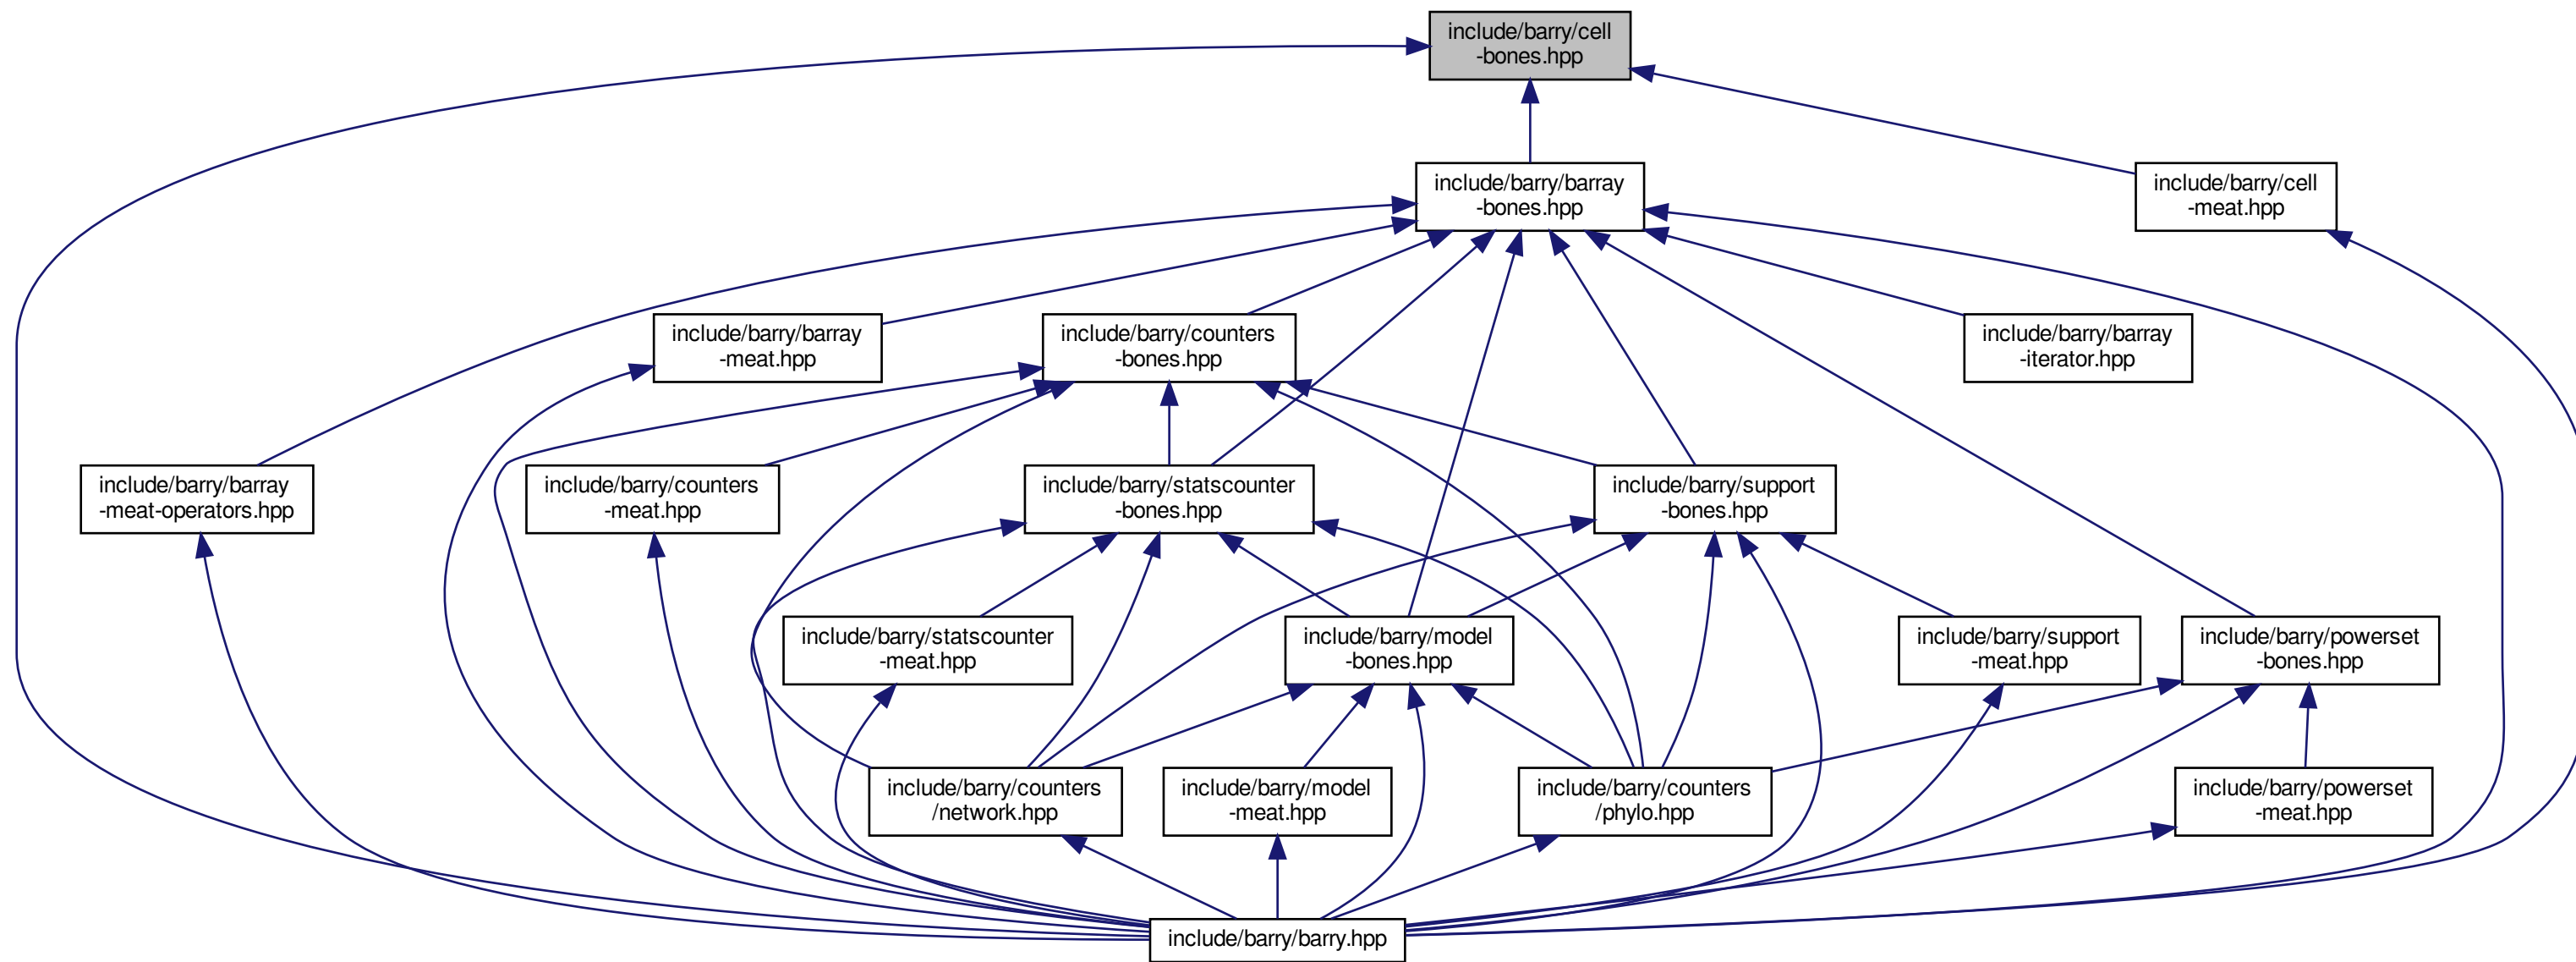 include/barry/cell
-bones.hpp
include/barry/barray
-bones.hpp
include/barry/cell
-meat.hpp
include/barry/barray
-meat.hpp
include/barry/counters
-bones.hpp
include/barry/barray
-iterator.hpp
include/barry/barray
-meat-operators.hpp
include/barry/counters
-meat.hpp
include/barry/statscounter
-bones.hpp
include/barry/support
-bones.hpp
include/barry/statscounter
-meat.hpp
include/barry/model
-bones.hpp
include/barry/support
-meat.hpp
include/barry/powerset
-bones.hpp
include/barry/counters
/network.hpp
include/barry/model
-meat.hpp
include/barry/counters
/phylo.hpp
include/barry/powerset
-meat.hpp
include/barry/barry.hpp